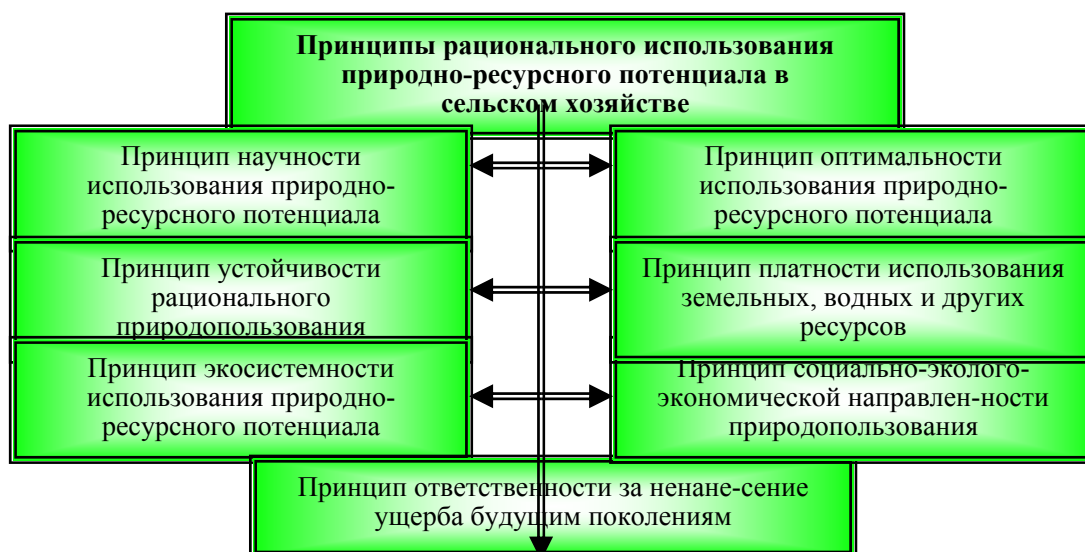 Принципы рационального использования
природно-ресурсного потенциала в
сельском хозяйстве
Принцип научности
использования природно-
ресурсного потенциала
Принцип оптимальности
использования природно-
ресурсного потенциала
Принцип устойчивости
рационального
природопользования
Принцип платности использования
земельных, водных и других
ресурсов
Принцип экосистемности
использования природно-
ресурсного потенциала
Принцип социально-эколого-
экономической направлен-ности
природопользования
Принцип ответственности за ненане-сение
ущерба будущим поколениям